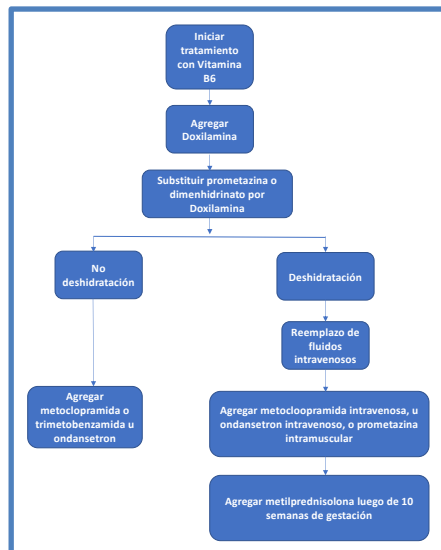 Iniciar
tratamiento
con Vitamina
B6
Agregar
Doxilamina
Substituir prometazina o
dimenhidrinato por
Doxilamina
No
deshidratación
Deshidratación
Reemplazo de
fluidos
intravenosos
Agregar
metoclopramida o
trimetobenzamida u
ondansetron
Agregar metocloopramida intravenosa, u
ondansetron intravenoso, o prometazina
intramuscular
Agregar metilprednisolona luego de 10
semanas de gestación